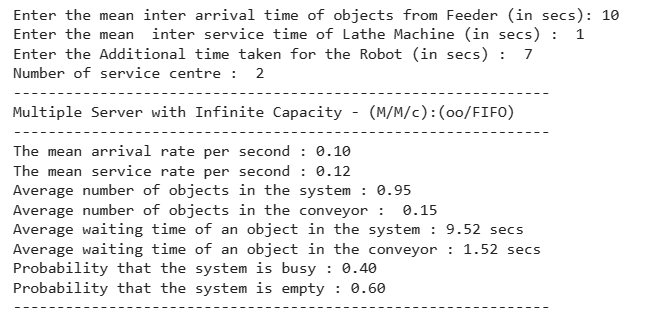 Enter the mean inter arrival time of objects from Feeder (in secs): 10
Enter the mean  inter service time of Lathe Machine (in secs) :  1
Enter the Additional time taken for the Robot (in secs) :  7
Number of service centre :  2
--------------------------------------------------------------
Multiple Server with Infinite Capacity - (M/M/c):(oo/FIFO)
--------------------------------------------------------------
The mean arrival rate per second : 0.10
The mean service rate per second : 0.12
Average number of objects in the system : 0.95
Average number of objects in the conveyor :  0.15
Average waiting time of an object in the system : 9.52 secs
Average waiting time of an object in the conveyor : 1.52 secs
Probability that the system is busy : 0.40
Probability that the system is empty : 0.60
--------------------------------------------------------------